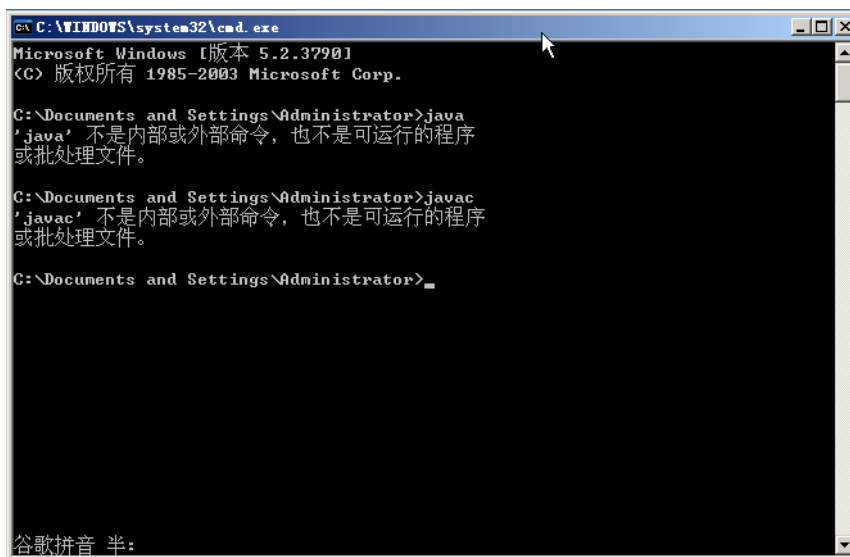 C:\WINDOWS\system32\cmd.exe
Microsoft Windows [版本 5.2.3790]
(C) 版权所有 1985-2003 Microsoft Corp.
C:\Documents and Settings\Administrator>java
'java' 不是内部或外部命令，也不是可运行的程序
或批处理文件。
C:\Documents and Settings\Administrator>javac
'javac' 不是内部或外部命令，也不是可运行的程序
或批处理文件。
C:\Documents and Settings\Administrator>_
谷歌拼音 半: